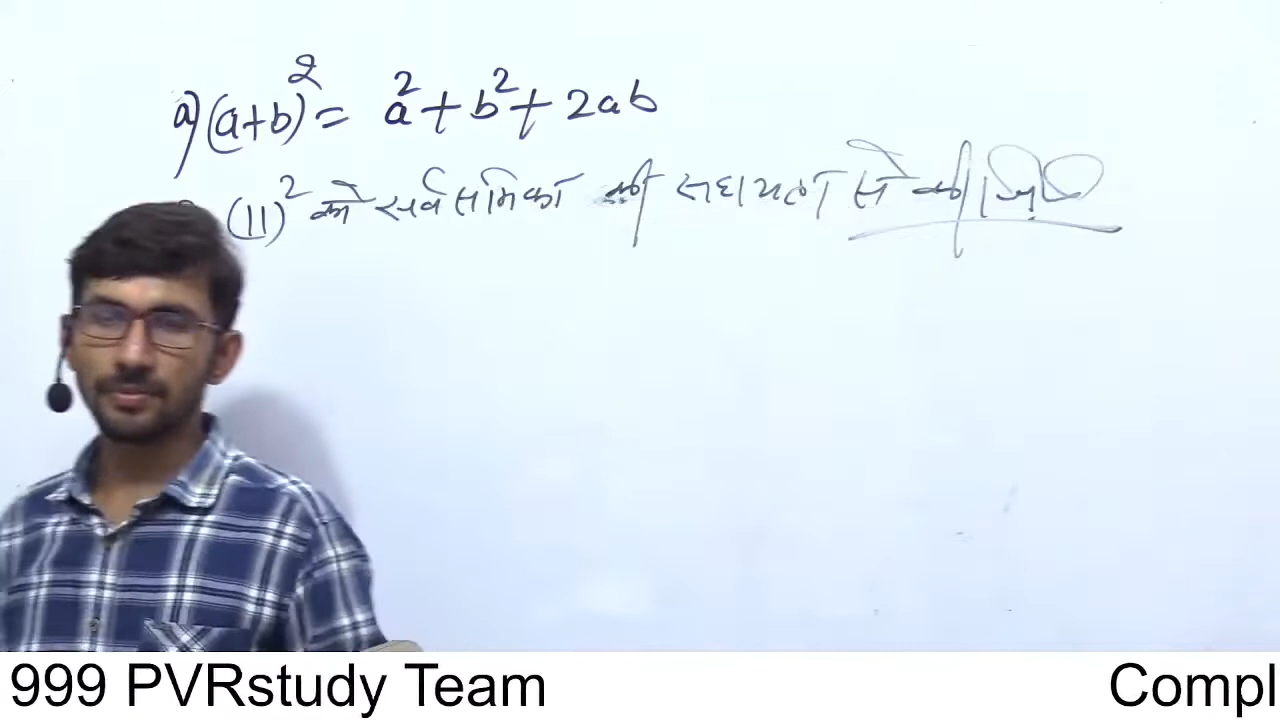 a) (a+b)² = a² + b² + 2ab
(11)² को सर्वसमिका की सहायता से कीजिए
999 PVRstudy Team
Compl